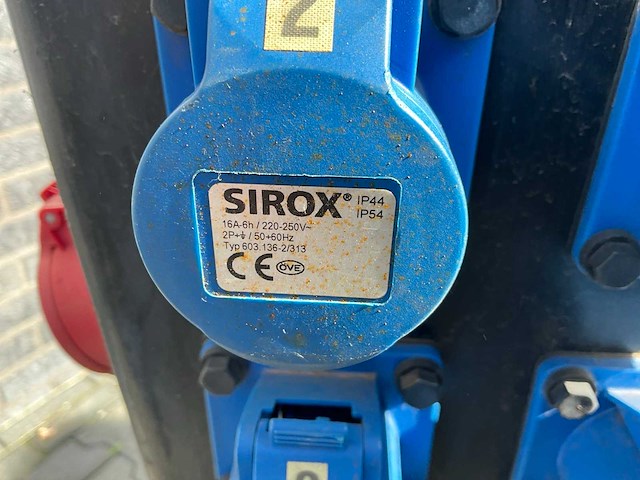 2
SIROX® IP44
IP54
16A-6h / 220-250V~
2P+⏚ / 50+60Hz
Typ 603.136-2/313
CE ÖVE